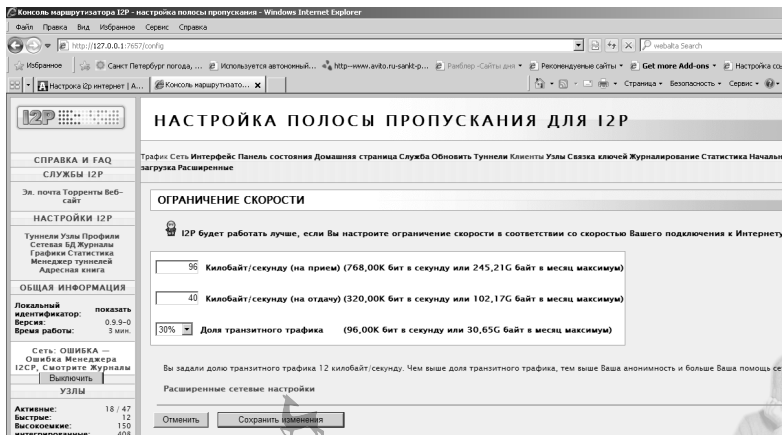 Консоль маршрутизатора I2P - настройка полосы пропускания - Windows Internet Explorer
Файл Правка Вид Избранное Сервис Справка
http://127.0.0.1:7657/config
webalta Search
Избранное Санкт Петербург погода, ... Используется автономный... http--www.avito.ru-sankt-p... Рамблер -Сайты дня Рекомендуемые сайты Get more Add-ons Настройка
Настрока i2p интернет | A... Консоль маршрутизато... X
Страница Безопасность Сервис
I2P
НАСТРОЙКА ПОЛОСЫ ПРОПУСКАНИЯ ДЛЯ I2P
СПРАВКА И FAQ
СЛУЖБЫ I2P
Эл. почта Торренты Веб-
сайт
НАСТРОЙКИ I2P
Туннели Узлы Профили
Сетевая БД Журналы
Графики Статистика
Менеджер туннелей
Адресная книга
ОБЩАЯ ИНФОРМАЦИЯ
Локальный идентификатор: показать
Версия: 0.9.9-0
Время работы: 3 мин.
Сеть: ОШИБКА —
Ошибка Менеджера
I2CP, Смотрите Журналы
Выключить
УЗЛЫ
Активные: 18 / 47
Быстрые: 12
Высокоемкие: 150
интегрированные: 408
Трафик Сеть Интерфейс Панель состояния Домашняя страница Служба Обновить Туннели Клиенты Узлы Связка ключей Журналирование Статистика Началь
загрузка Расширенные
ОГРАНИЧЕНИЕ СКОРОСТИ
I2P будет работать лучше, если Вы настроите ограничение скорости в соответствии со скоростью Вашего подключения к Интернету
96 Килобайт/секунду (на прием) (768,00K бит в секунду или 245,21G байт в месяц максимум)
40 Килобайт/секунду (на отдачу) (320,00K бит в секунду или 102,17G байт в месяц максимум)
30% Доля транзитного трафика (96,00K бит в секунду или 30,65G байт в месяц максимум)
Вы задали долю транзитного трафика 12 килобайт/секунду. Чем выше доля транзитного трафика, тем выше Ваша анонимность и больше Ваша помощь се
Расширенные сетевые настройки
Отменить Сохранить изменения